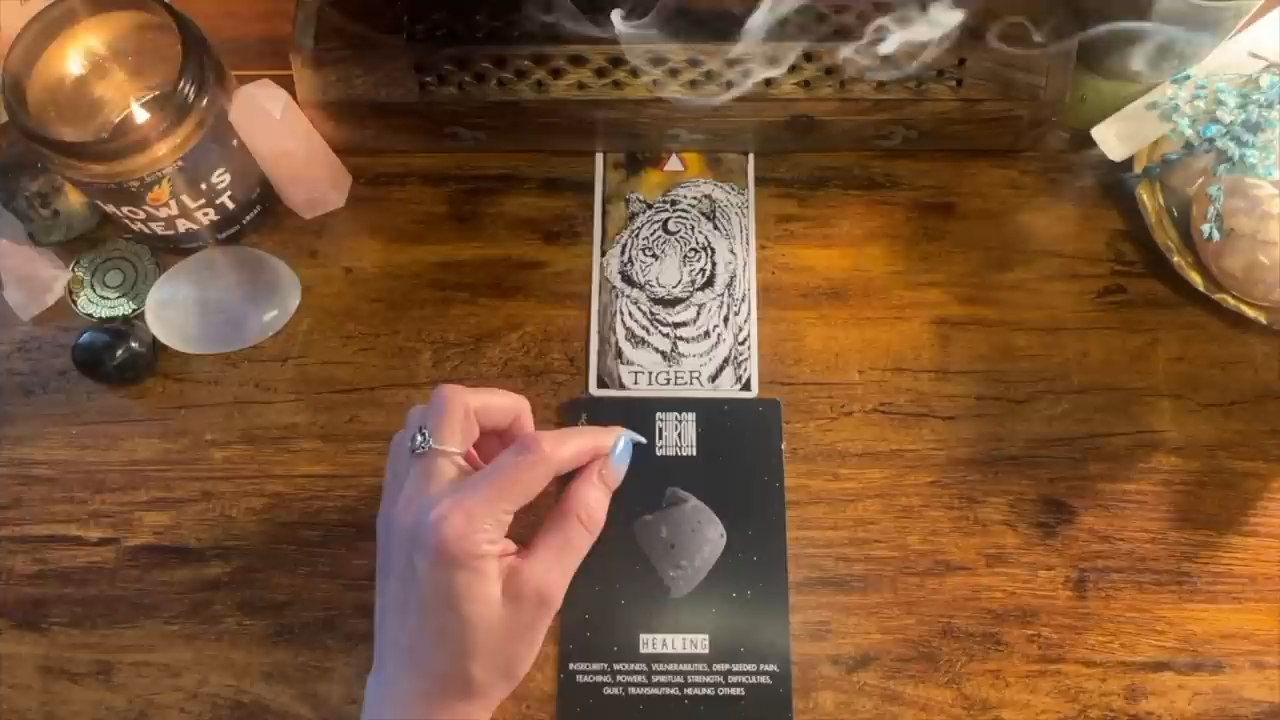 HOWL'S
HEART
TIGER
CHIRON
HEALING
INSECURITY, WOUNDS, VULNERABILITIES, DEEP-SEEDED PAIN,
TEACHING, POWERS, SPIRITUAL STRENGTH, DIFFICULTIES,
GUILT, TRANSMUTING, HEALING OTHERS